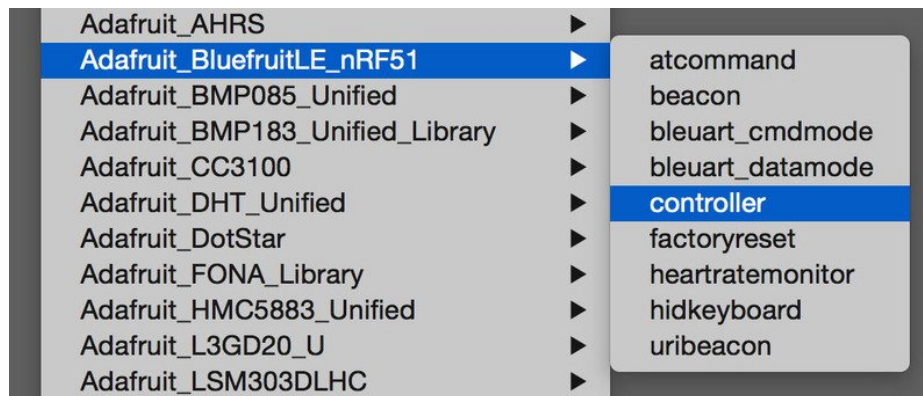 Adafruit_AHRS
Adafruit_BluefruitLE_nRF51
Adafruit_BMP085_Unified
Adafruit_BMP183_Unified_Library
Adafruit_CC3100
Adafruit_DHT_Unified
Adafruit_DotStar
Adafruit_FONA_Library
Adafruit_HMC5883_Unified
Adafruit_L3GD20_U
Adafruit_LSM303DLHC
atcommand
beacon
bleuart_cmdmode
bleuart_datamode
controller
factoryreset
heartratemonitor
hidkeyboard
uribeacon